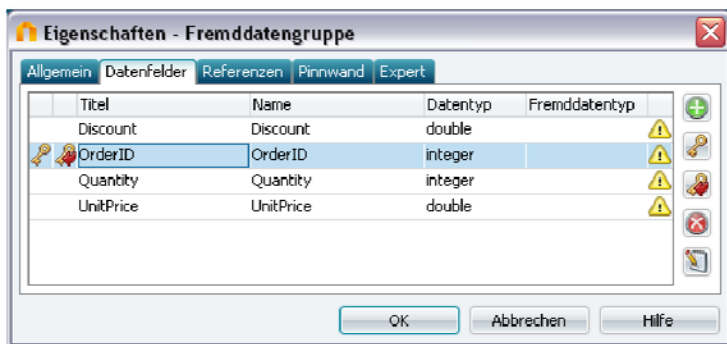 Eigenschaften - Fremddatengruppe
Allgemein Datenfelder Referenzen Pinnwand Expert
Titel Name Datentyp Fremddatentyp
Discount Discount double
OrderID OrderID integer
Quantity Quantity integer
UnitPrice UnitPrice double
OK Abbrechen Hilfe